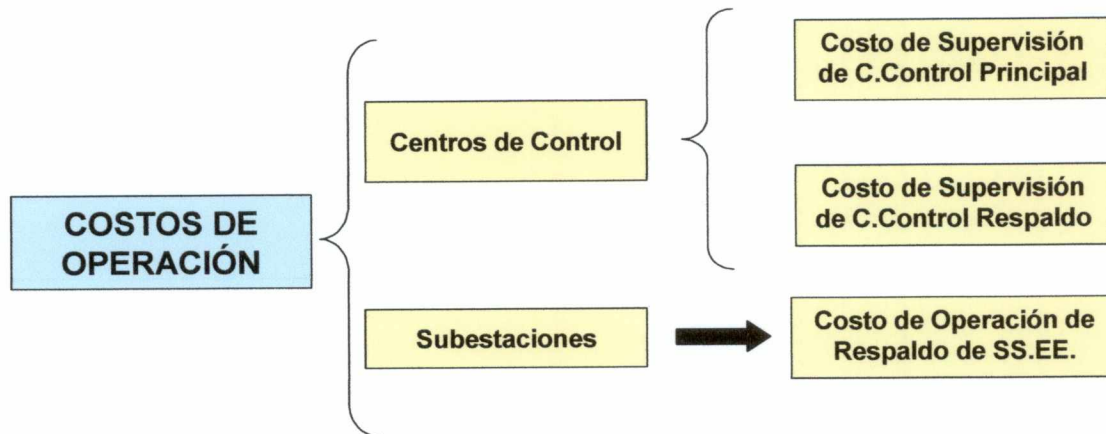 COSTOS DE
OPERACIÓN
Centros de Control
Costo de Supervisión
de C.Control Principal
Costo de Supervisión
de C.Control Respaldo
Subestaciones
Costo de Operación de
Respaldo de SS.EE.